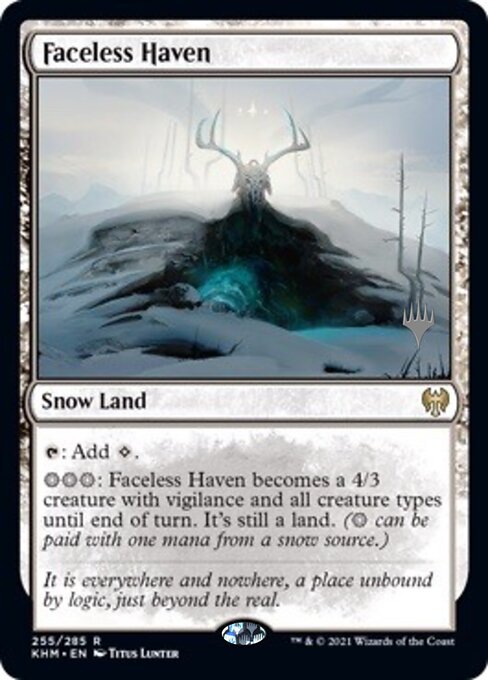 Faceless Haven
Snow Land
: Add .
: Faceless Haven becomes a 4/3
creature with vigilance and all creature types
until end of turn. It's still a land. ( can be
paid with one mana from a snow source.)
It is everywhere and nowhere, a place unbound
by logic, just beyond the real.
255/285 R
KHM • EN Titus Lunter
™ & © 2021 Wizards of the Coast